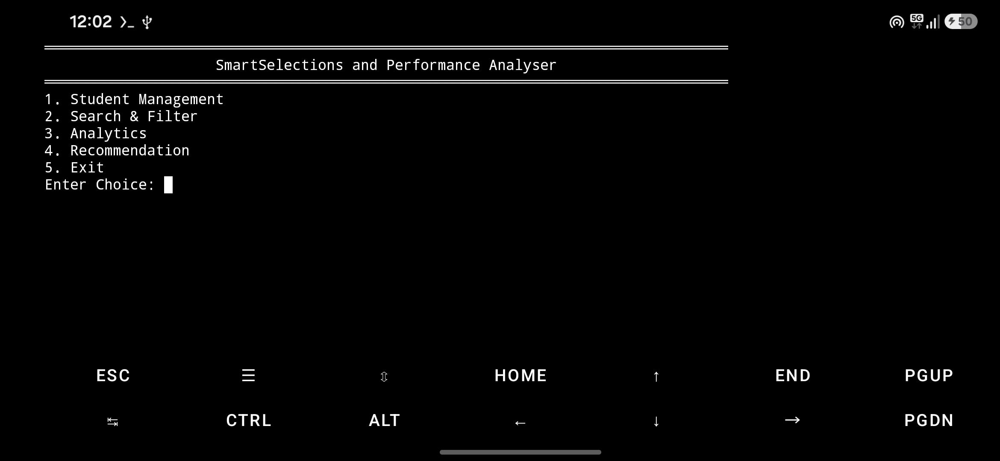 12:02
5G
50
SmartSelections and Performance Analyser
1. Student Management
2. Search & Filter
3. Analytics
4. Recommendation
5. Exit
Enter Choice:
ESC ☰ ⇳ HOME ↑ END PGUP
↹ CTRL ALT ← ↓ → PGDN